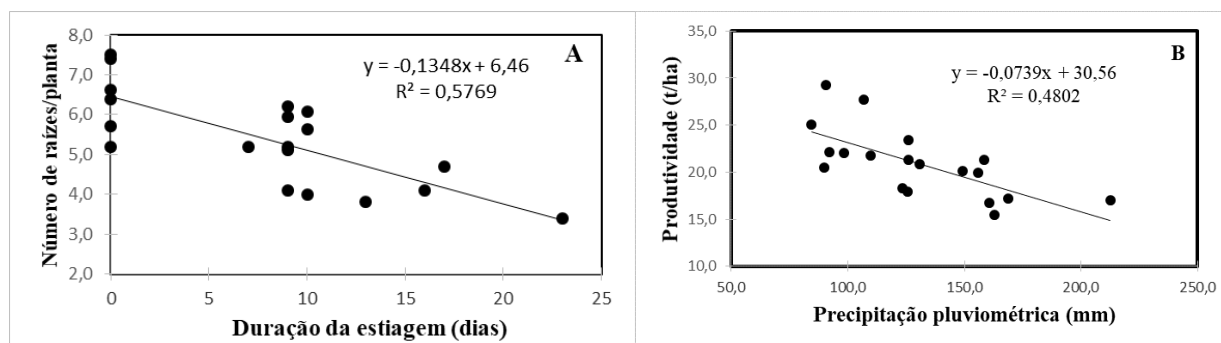 A
y = -0,1348x + 6,46
R² = 0,5769
Número de raízes/planta
8,0
7,0
6,0
5,0
4,0
3,0
2,0
0
5
10
15
20
25
Duração da estiagem (dias)
B
y = -0,0739x + 30,56
R² = 0,4802
Produtividade (t/ha)
35,0
30,0
25,0
20,0
15,0
10,0
50,0
100,0
150,0
200,0
250,0
Precipitação pluviométrica (mm)